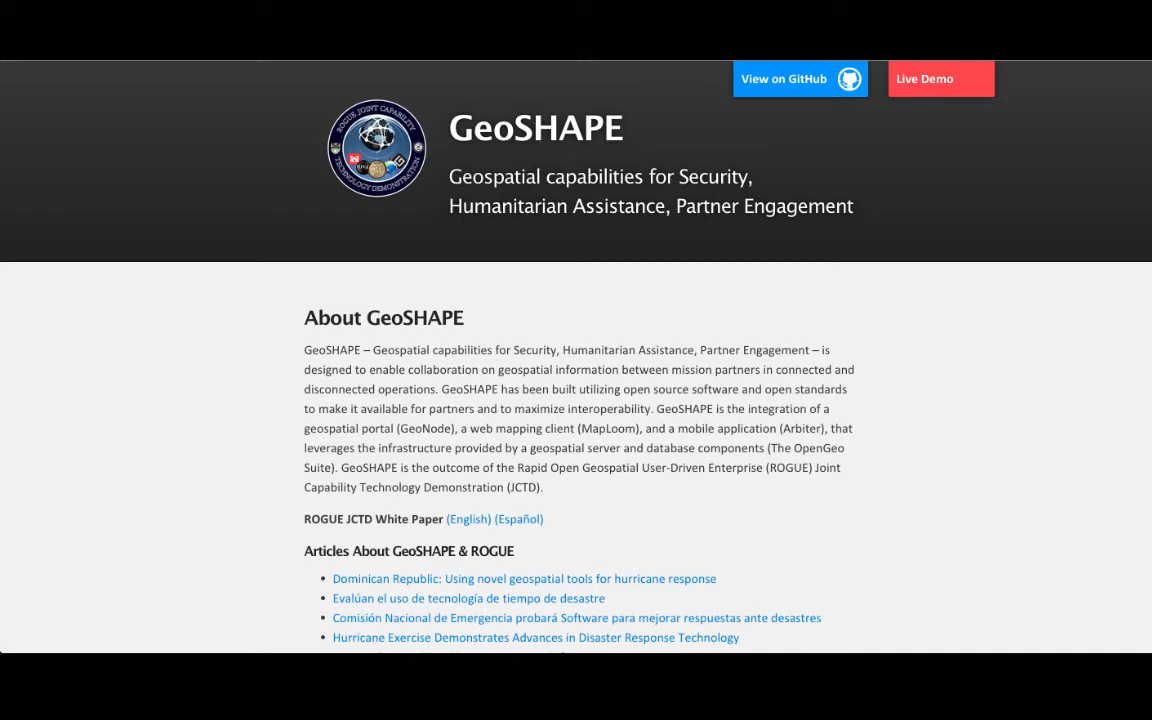 View on GitHub
Live Demo
ROGUE JOINT CAPABILITY
TECHNOLOGY DEMONSTRATION
GeoSHAPE
Geospatial capabilities for Security,
Humanitarian Assistance, Partner Engagement
About GeoSHAPE
GeoSHAPE – Geospatial capabilities for Security, Humanitarian Assistance, Partner Engagement – is
designed to enable collaboration on geospatial information between mission partners in connected and
disconnected operations. GeoSHAPE has been built utilizing open source software and open standards
to make it available for partners and to maximize interoperability. GeoSHAPE is the integration of a
geospatial portal (GeoNode), a web mapping client (MapLoom), and a mobile application (Arbiter), that
leverages the infrastructure provided by a geospatial server and database components (The OpenGeo
Suite). GeoSHAPE is the outcome of the Rapid Open Geospatial User-Driven Enterprise (ROGUE) Joint
Capability Technology Demonstration (JCTD).
ROGUE JCTD White Paper (English) (Español)
Articles About GeoSHAPE & ROGUE
• Dominican Republic: Using novel geospatial tools for hurricane response
• Evalúan el uso de tecnología de tiempo de desastre
• Comisión Nacional de Emergencia probará Software para mejorar respuestas ante desastres
• Hurricane Exercise Demonstrates Advances in Disaster Response Technology